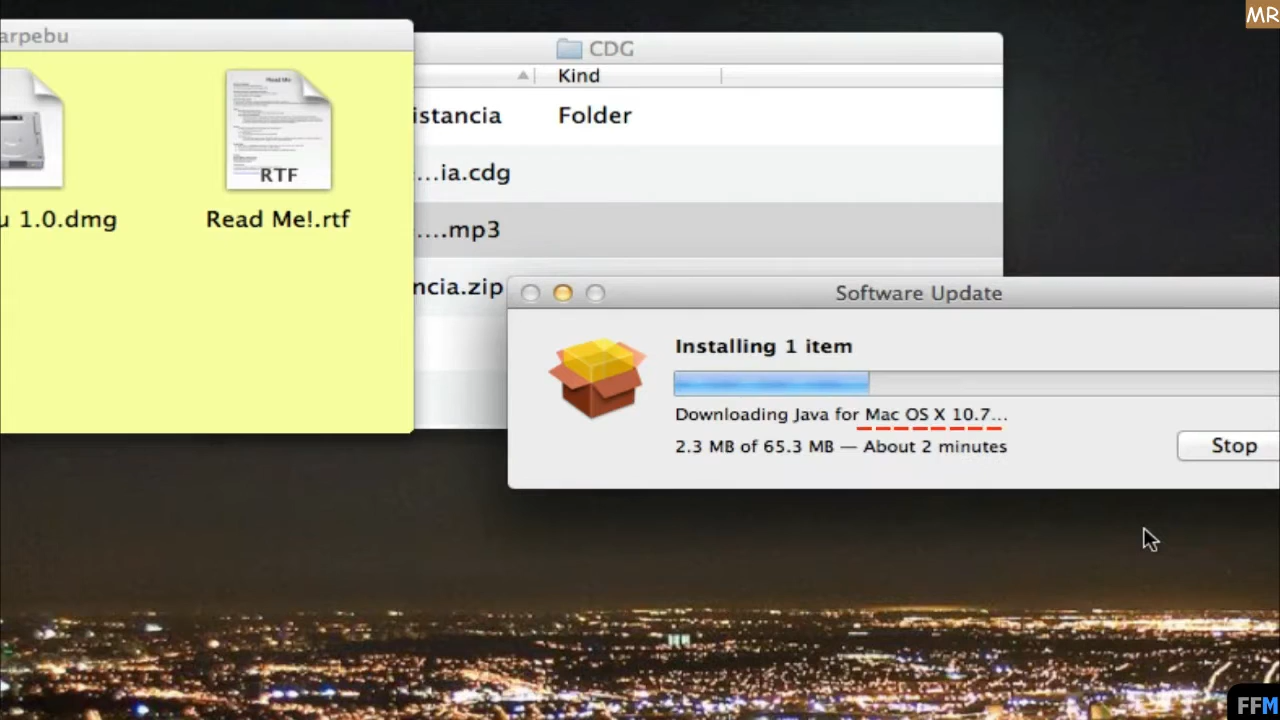 MR
arpebu
CDG
Kind
istancia Folder
...ia.cdg
RTF
u 1.0.dmg
Read Me!.rtf
....mp3
ncia.zip
Software Update
Installing 1 item
Downloading Java for Mac OS X 10.7...
2.3 MB of 65.3 MB — About 2 minutes
Stop
FFM